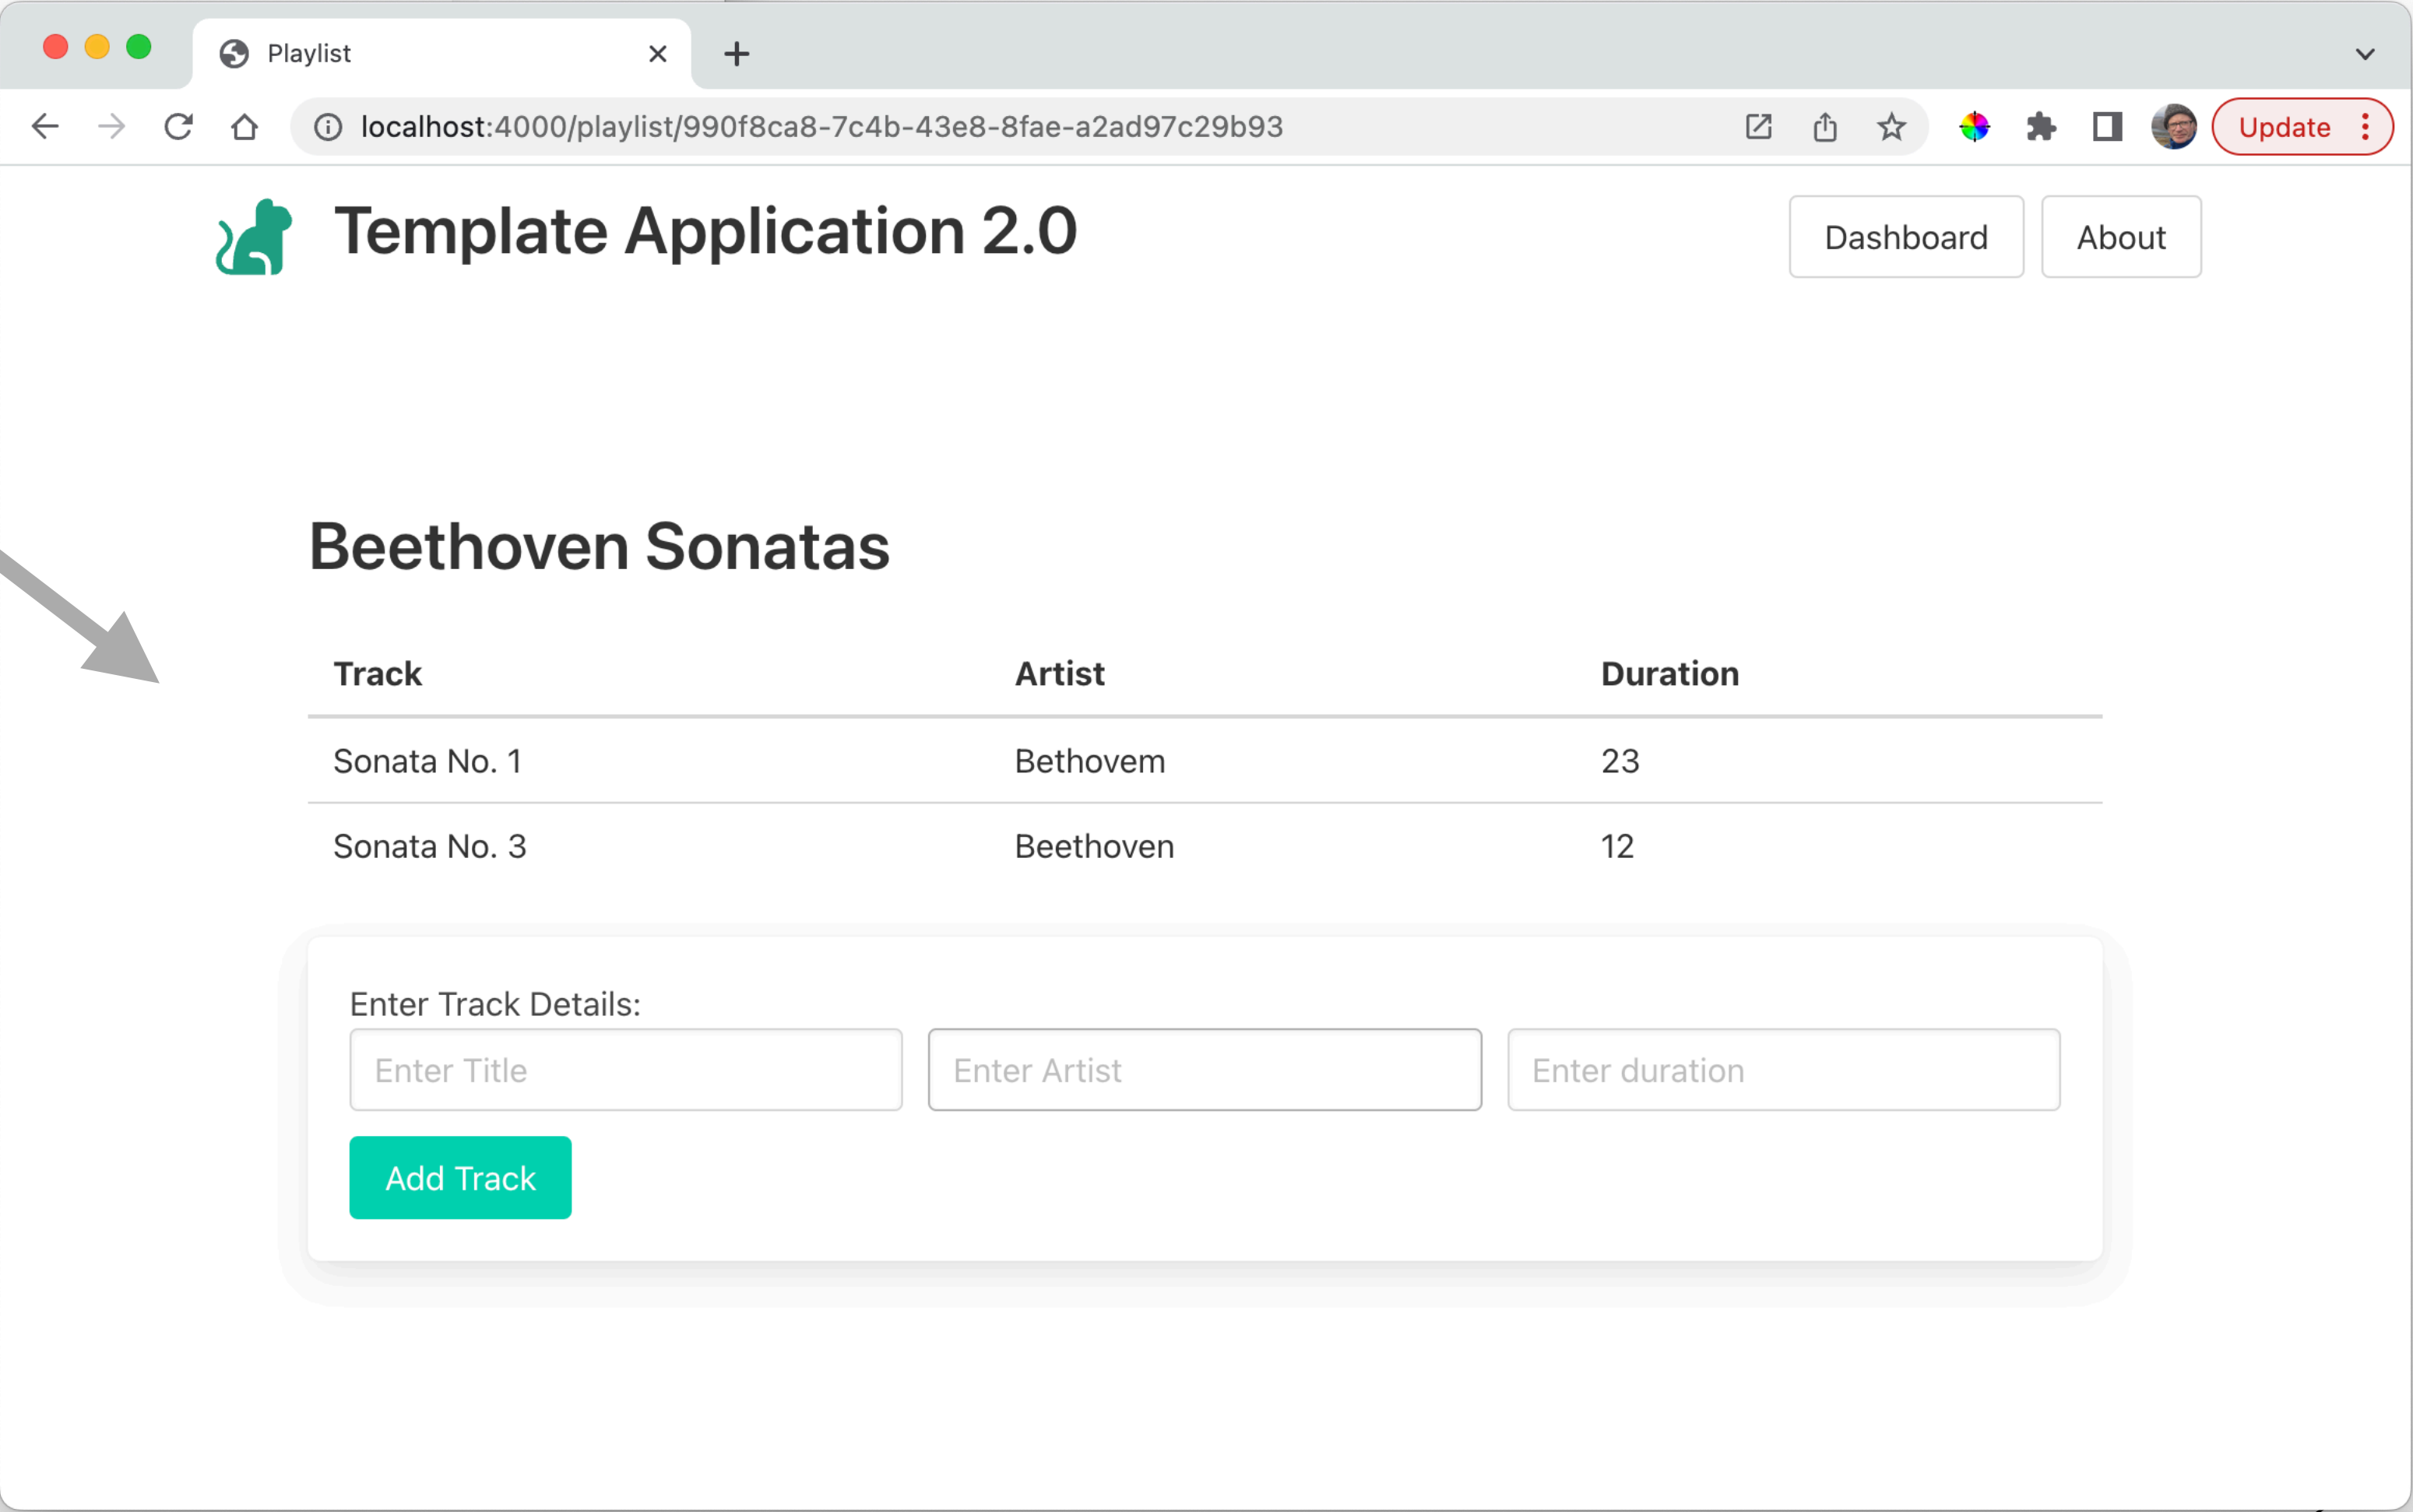 Playlist
localhost:4000/playlist/990f8ca8-7c4b-43e8-8fae-a2ad97c29b93
Update
Template Application 2.0
Dashboard
About
Beethoven Sonatas
Track Artist Duration
Sonata No. 1 Bethovem 23
Sonata No. 3 Beethoven 12
Enter Track Details:
Enter Title Enter Artist Enter duration
Add Track